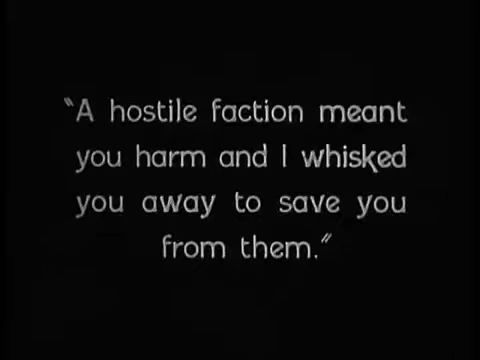 "A hostile faction meant
you harm and I whisked
you away to save you
from them."